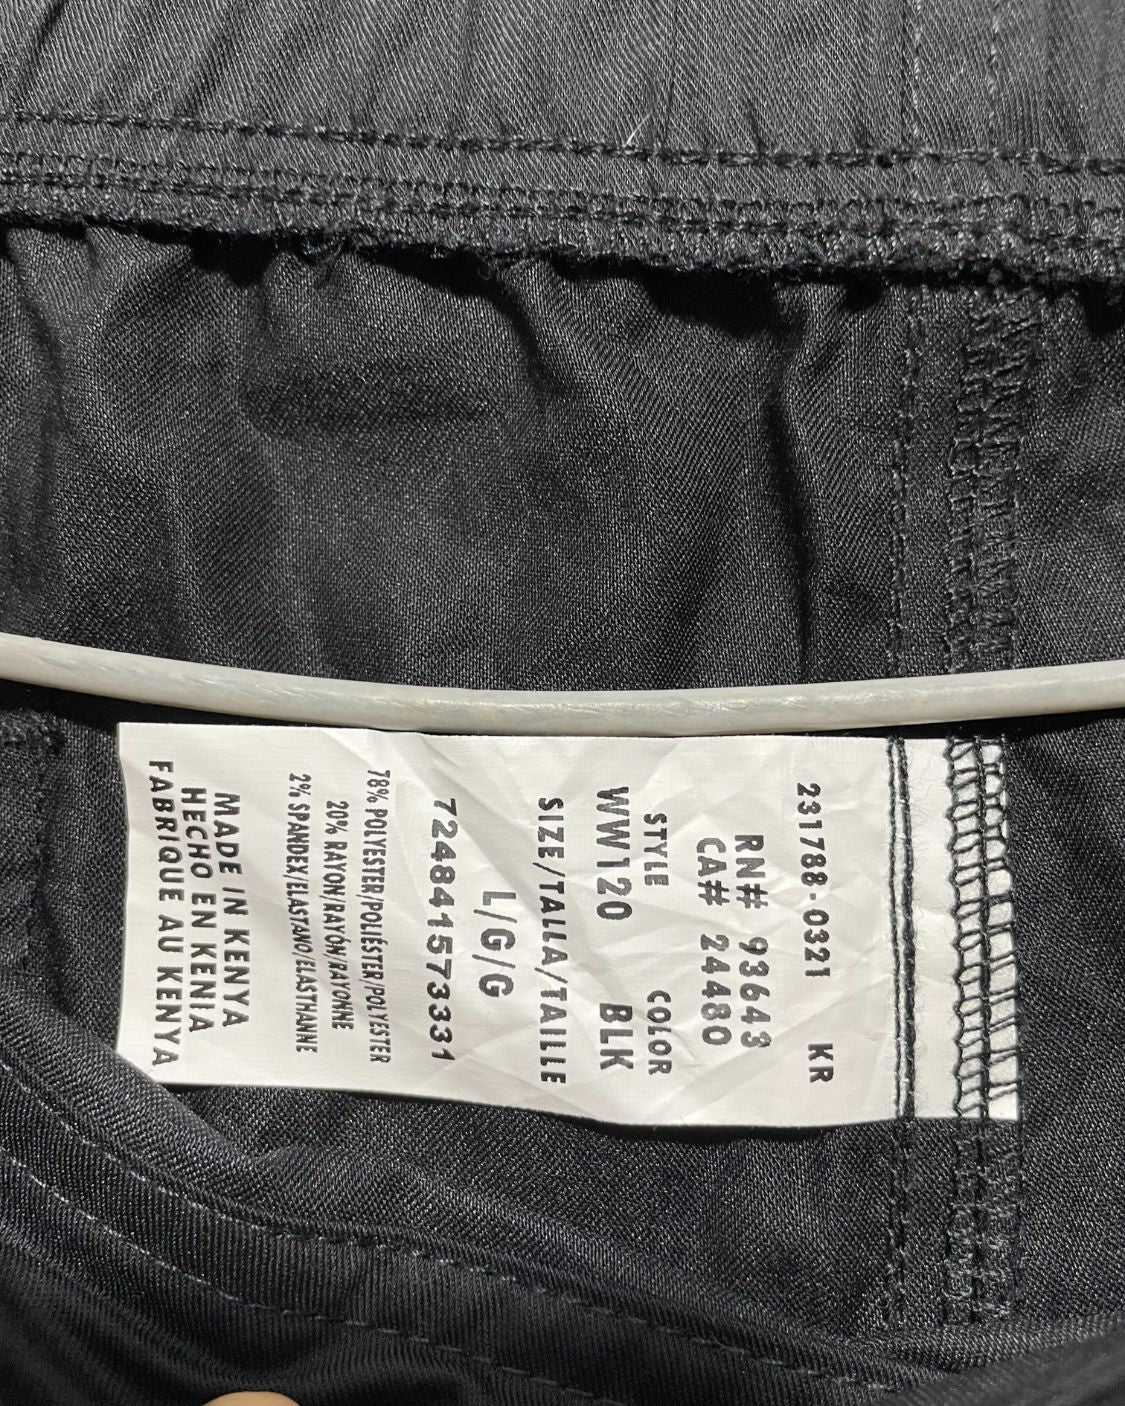 231788-0321 KR
RN# 93643
CA# 24480
STYLE COLOR
WW120 BLK
SIZE/TALLA/TAILLE
L/G/G
724841573331
78% POLYESTER/POLIÉSTER/POLYESTER
20% RAYON/RAYÓN/RAYONNE
2% SPANDEX/ELASTANO/ELASTHANNE
MADE IN KENYA
HECHO EN KENIA
FABRIQUE AU KENYA